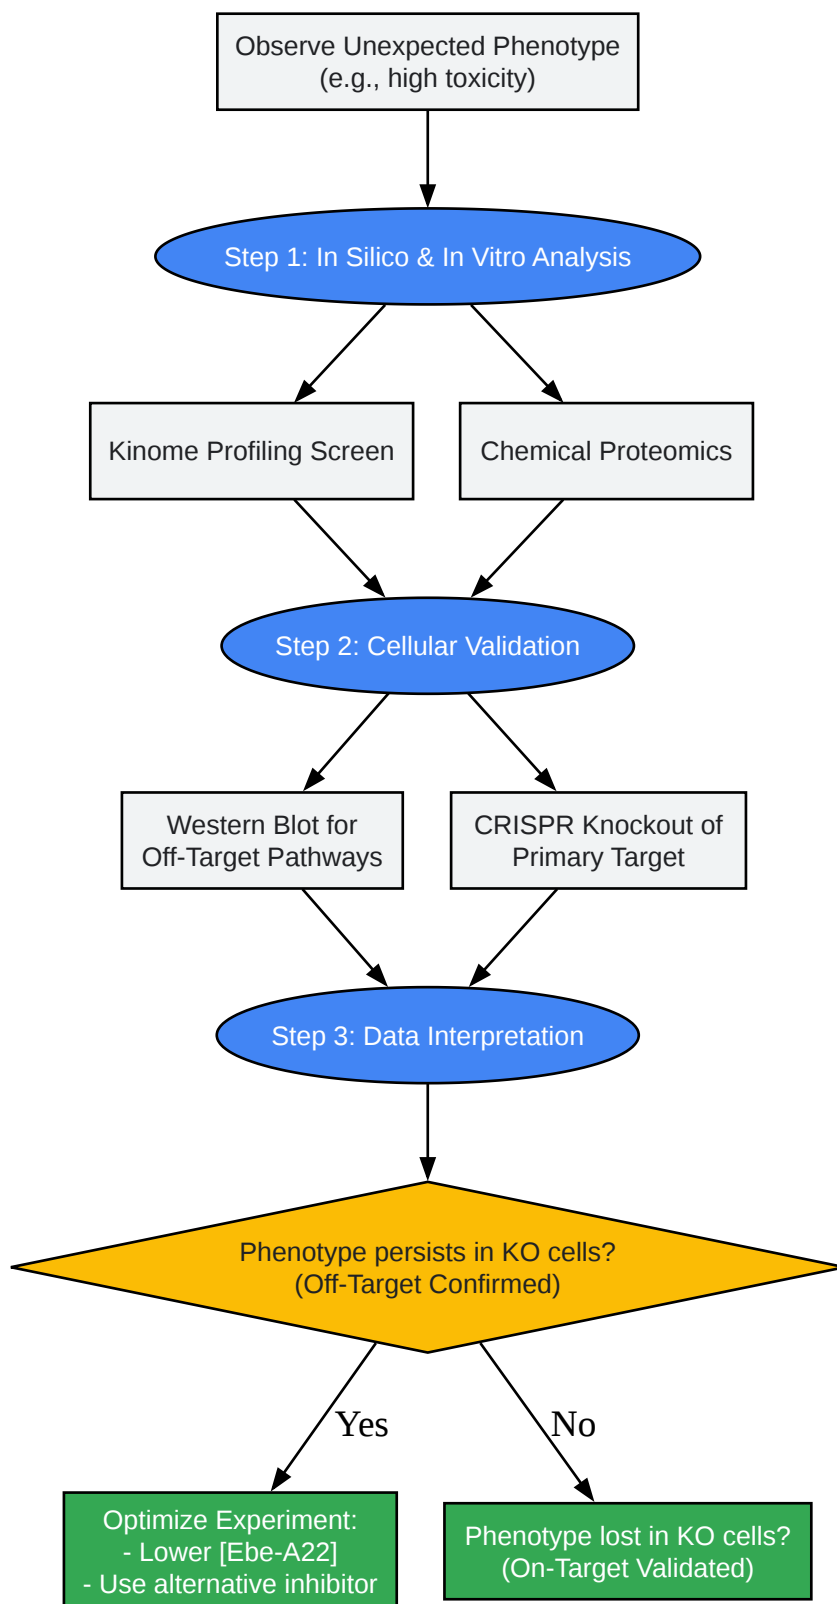 Observe Unexpected Phenotype
(e.g., high toxicity)
Step 1: In Silico & In Vitro Analysis
Kinome Profiling Screen
Chemical Proteomics
Step 2: Cellular Validation
Western Blot for
Off-Target Pathways
CRISPR Knockout of
Primary Target
Step 3: Data Interpretation
Phenotype persists in KO cells?
(Off-Target Confirmed)
Yes
No
Optimize Experiment:
- Lower [Ebe-A22]
- Use alternative inhibitor
Phenotype lost in KO cells?
(On-Target Validated)